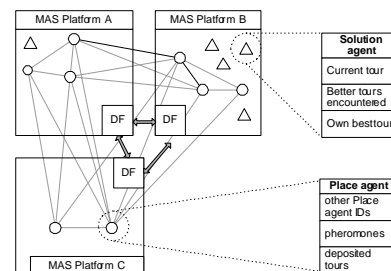 MAS Platform A
MAS Platform B
Solution
agent
Current tour
Better tours
encountered
Own besttour
DF
DF
DF
Place agent
other Place
agent IDs
pheromones
deposited
tours
MAS Platform C